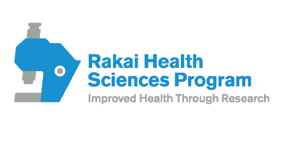 Rakai Health
Sciences Program
Improved Health Through Research